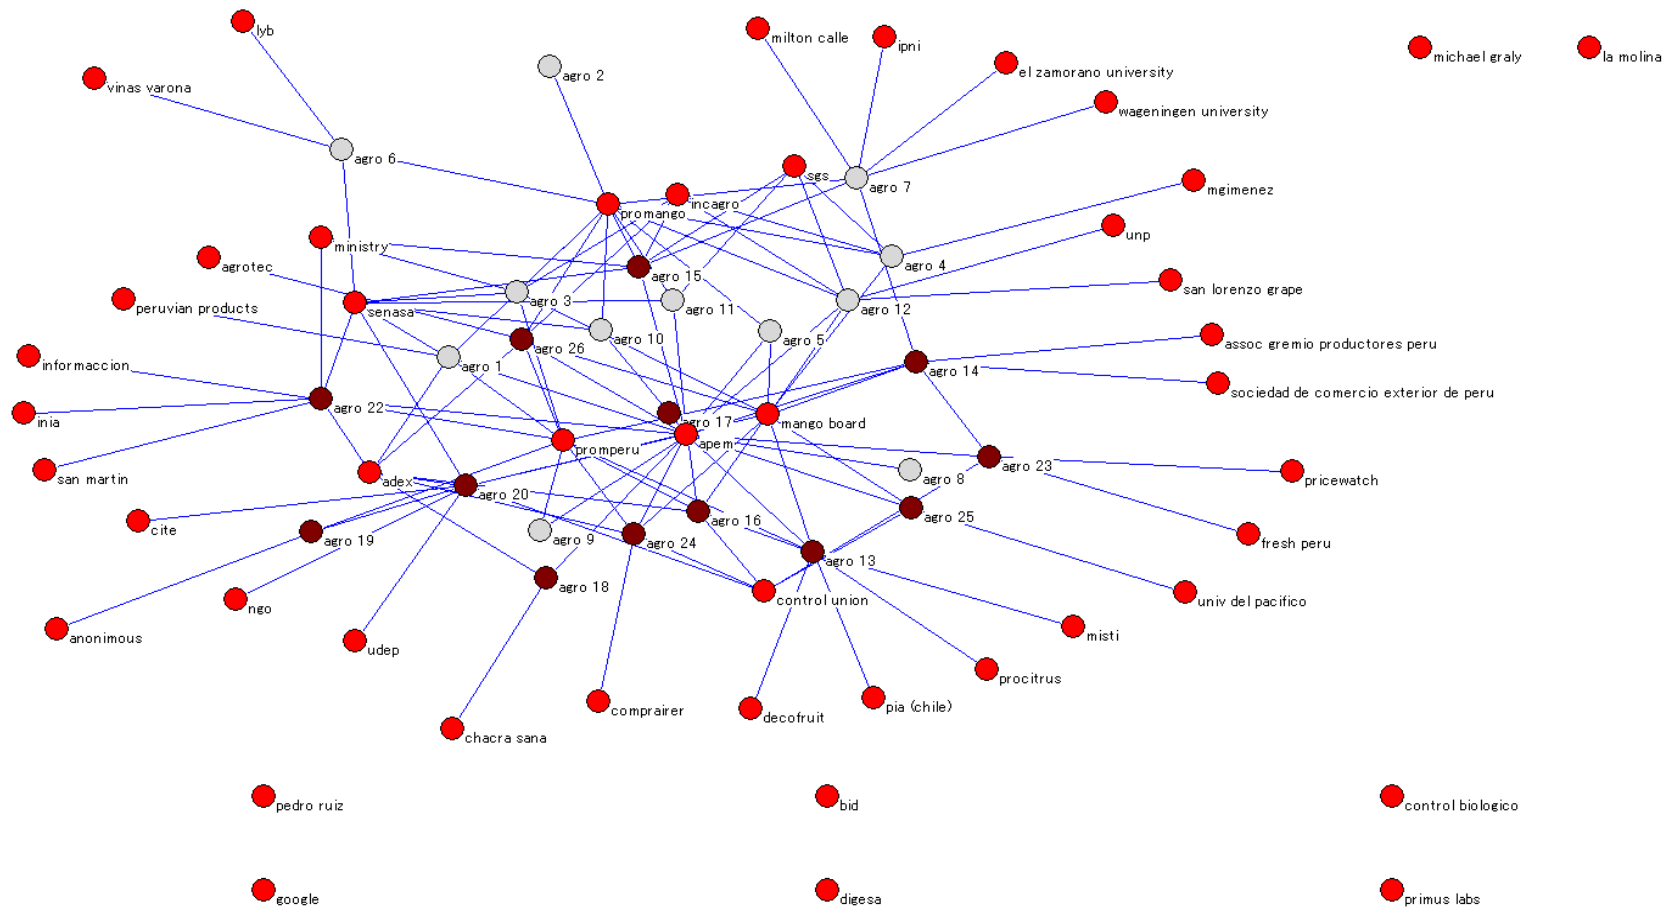 lyb
milton calle
ipni
michael graly
la molina
agro 2
el zamorano university
vinas varona
wageningen university
agro 6
sgs
agro 7
mgimenez
incagro
promango
unp
ministry
agrotec
agro 4
agro 15
san lorenzo grape
agro 3
agro 11
agro 12
peruvian products
senasa
agro 10
agro 5
assoc gremio productores peru
agro 26
informaccion
agro 1
agro 14
sociedad de comercio exterior de peru
agro 22
inia
agro 17
mango board
apem
promperu
agro 23
san martin
adex
agro 8
pricewatch
agro 20
agro 16
agro 25
cite
agro 19
agro 9
agro 24
fresh peru
agro 13
agro 18
control union
univ del pacifico
ngo
anonimous
udep
misti
procitrus
comprairer
decofruit
pia (chile)
chacra sana
pedro ruiz
bid
control biologico
google
digesa
primus labs